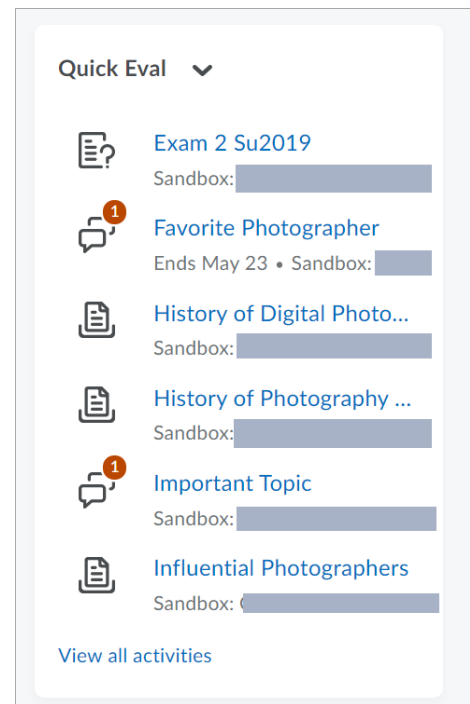 Quick Eval
Exam 2 Su2019
Sandbox:
1
Favorite Photographer
Ends May 23 • Sandbox:
History of Digital Photo...
Sandbox:
History of Photography ...
Sandbox:
1
Important Topic
Sandbox:
Influential Photographers
Sandbox:
View all activities